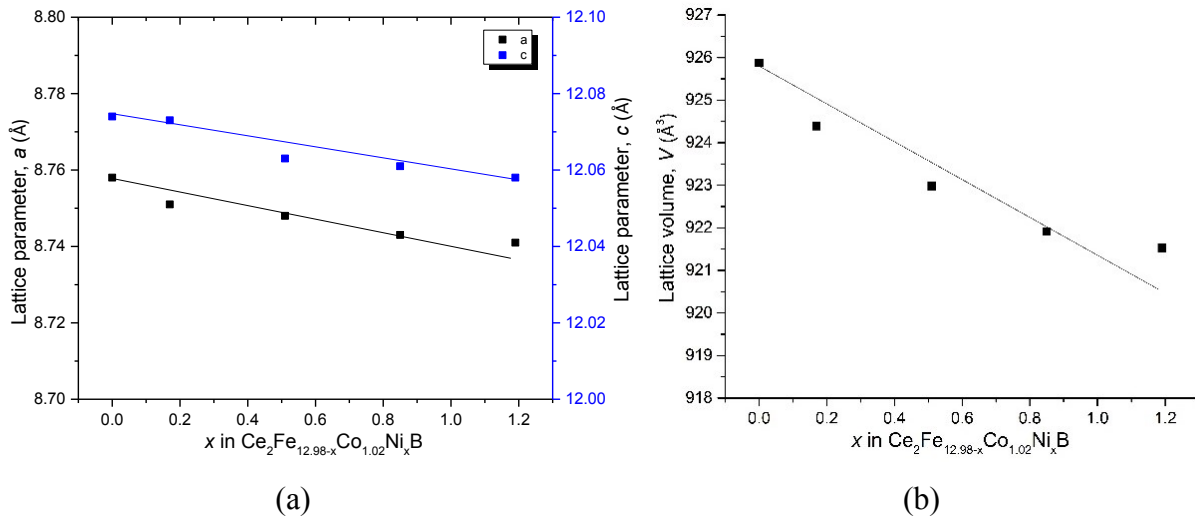 8.80
8.78
8.76
8.74
8.72
8.70
Lattice parameter, a (Å)
a
c
12.10
12.08
12.06
12.04
12.02
12.00
Lattice parameter, c (Å)
0.0 0.2 0.4 0.6 0.8 1.0 1.2
x in Ce₂Fe₁₂.₉₈₋ₓCo₁.₀₂NiₓB
(a)
927
926
925
924
923
922
921
920
919
918
Lattice volume, V (Å³)
0.0 0.2 0.4 0.6 0.8 1.0 1.2
x in Ce₂Fe₁₂.₉₈₋ₓCo₁.₀₂NiₓB
(b)